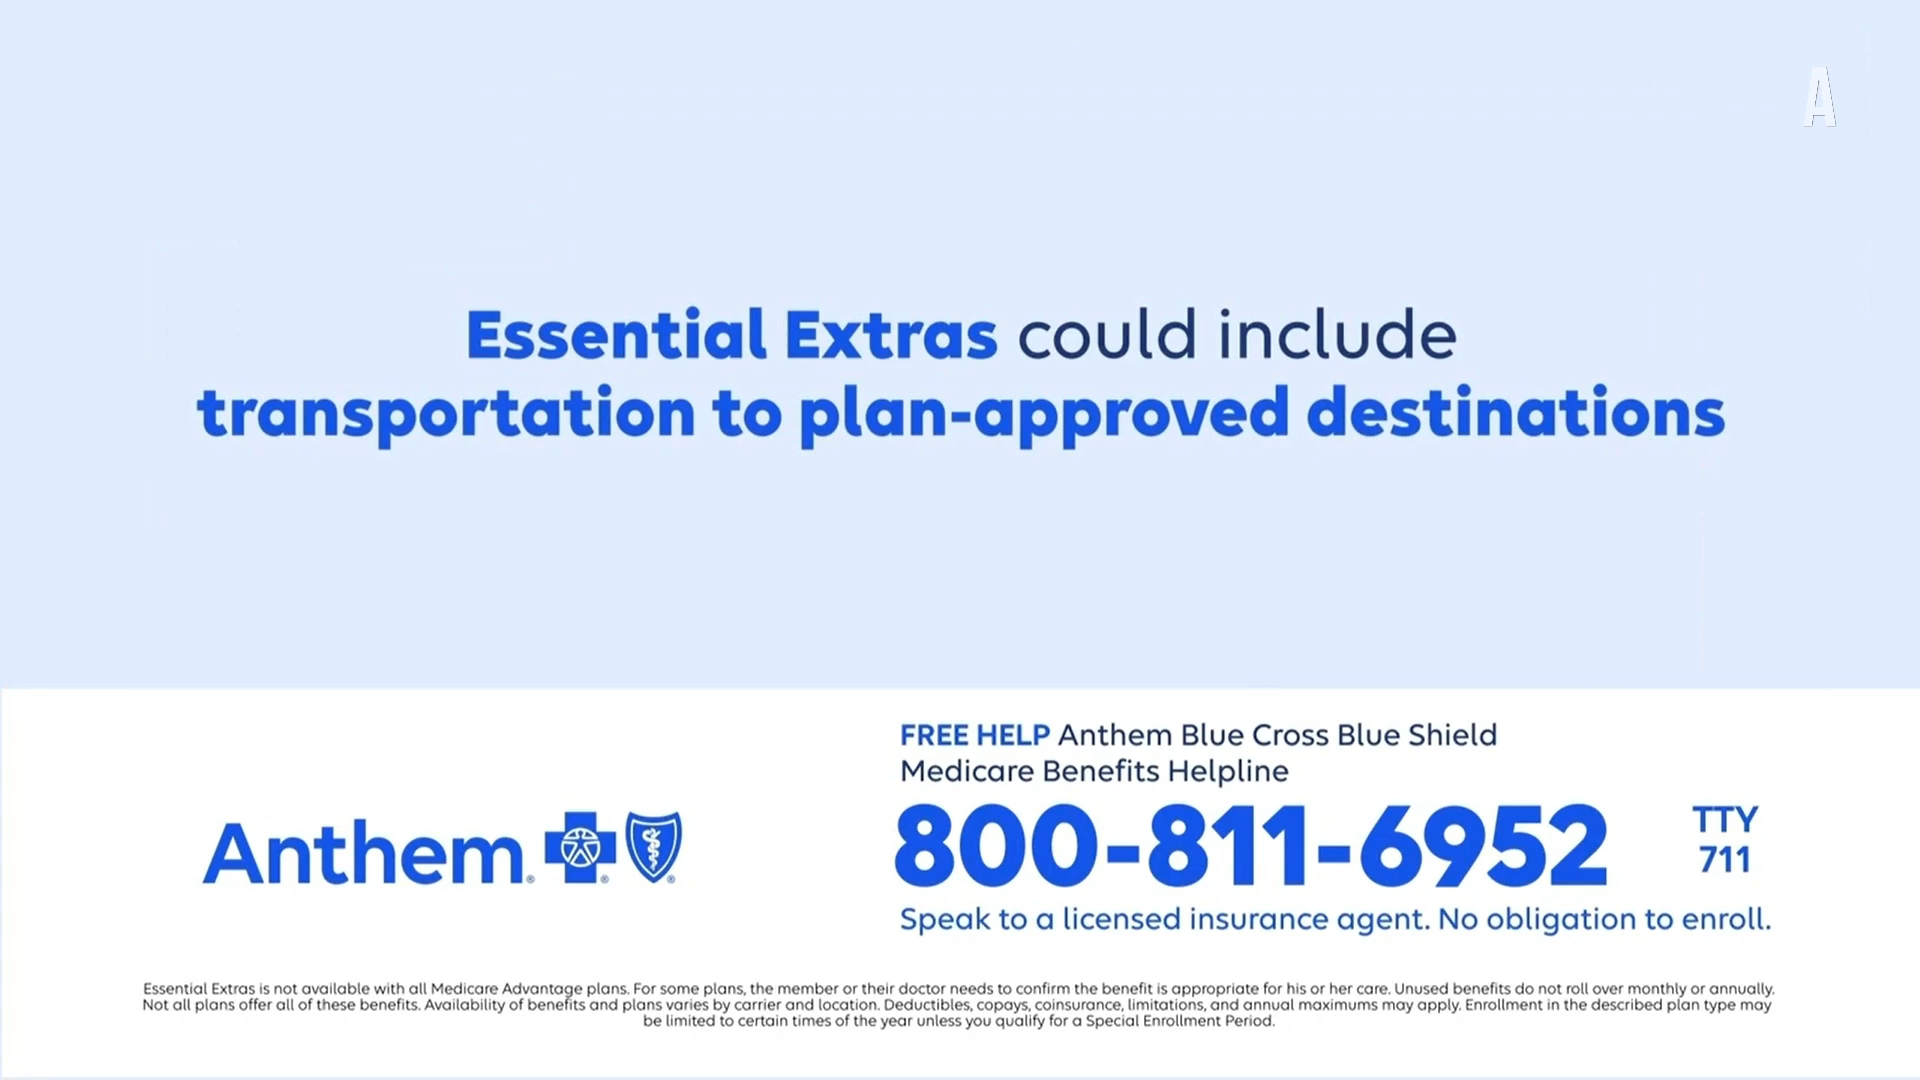 A
Essential Extras could include
transportation to plan-approved destinations
FREE HELP Anthem Blue Cross Blue Shield
Medicare Benefits Helpline
Anthem®
800-811-6952
TTY
711
Speak to a licensed insurance agent. No obligation to enroll.
Essential Extras is not available with all Medicare Advantage plans. For some plans, the member or their doctor needs to confirm the benefit is appropriate for his or her care. Unused benefits do not roll over monthly or annually.
Not all plans offer all of these benefits. Availability of benefits and plans varies by carrier and location. Deductibles, copays, coinsurance, limitations, and annual maximums may apply. Enrollment in the described plan type may
be limited to certain times of the year unless you qualify for a Special Enrollment Period.